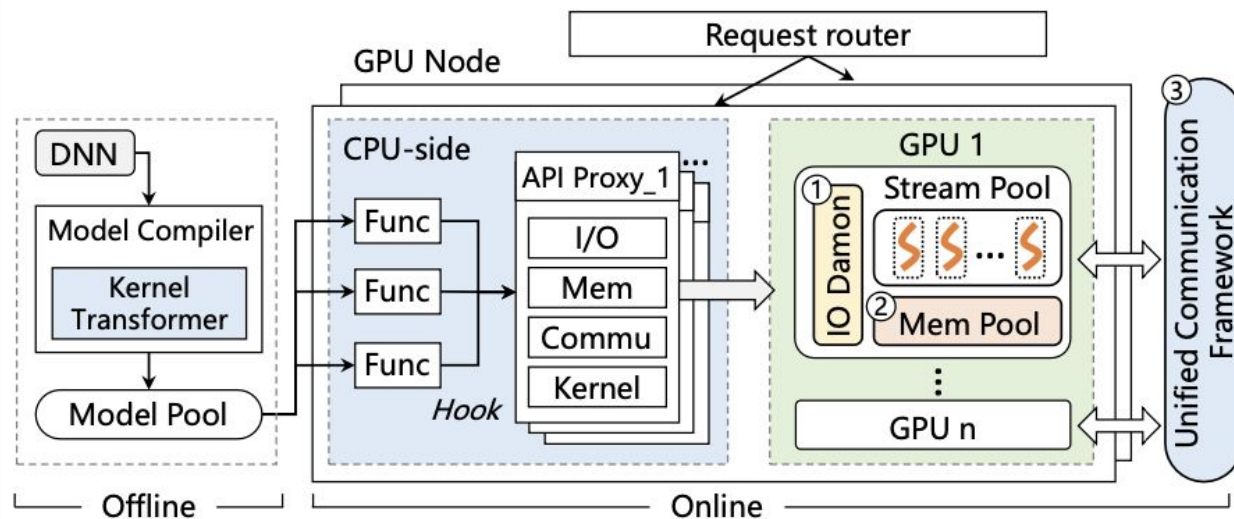 Request router
GPU Node
DNN
Model Compiler
Kernel
Transformer
Model Pool
Offline
CPU-side
Func
Func
Func
Hook
...
API Proxy_1
I/O
Mem
Commu
Kernel
GPU 1
1
IO Damon
Stream Pool
...
2
Mem Pool
...
GPU n
3
Unified Communication
Framework
Online